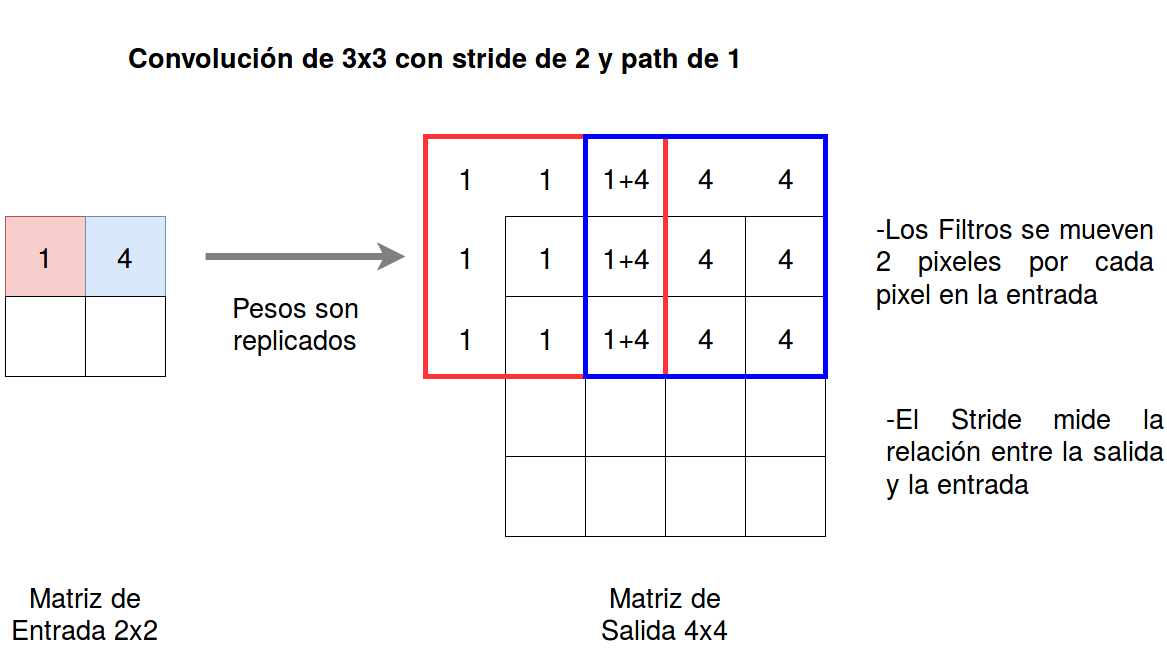 Convolución de 3x3 con stride de 2 y path de 1
1 1 1+4 4 4
1 4
1 1 1+4 4 4
1 1 1+4 4 4
Pesos son
replicados
-Los Filtros se mueven
2 pixeles por cada
pixel en la entrada
-El Stride mide la
relación entre la salida
y la entrada
Matriz de
Entrada 2x2
Matriz de
Salida 4x4